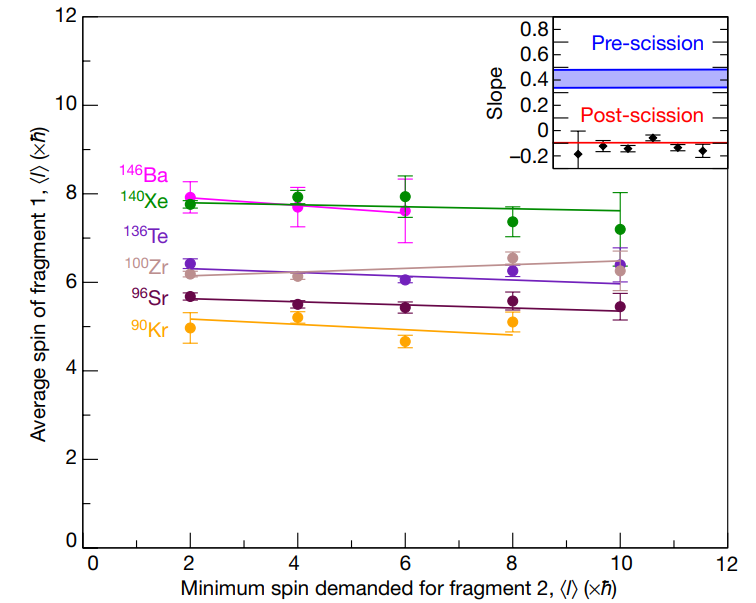 12
10
8
6
4
2
0
Average spin of fragment 1, ⟨I⟩ (×ħ)
¹⁴⁶Ba
¹⁴⁰Xe
¹³⁶Te
¹⁰⁰Zr
⁹⁶Sr
⁹⁰Kr
0 2 4 6 8 10 12
Minimum spin demanded for fragment 2, ⟨I⟩ (×ħ)
0.8
0.6
0.4
0.2
0
−0.2
Slope
Pre-scission
Post-scission